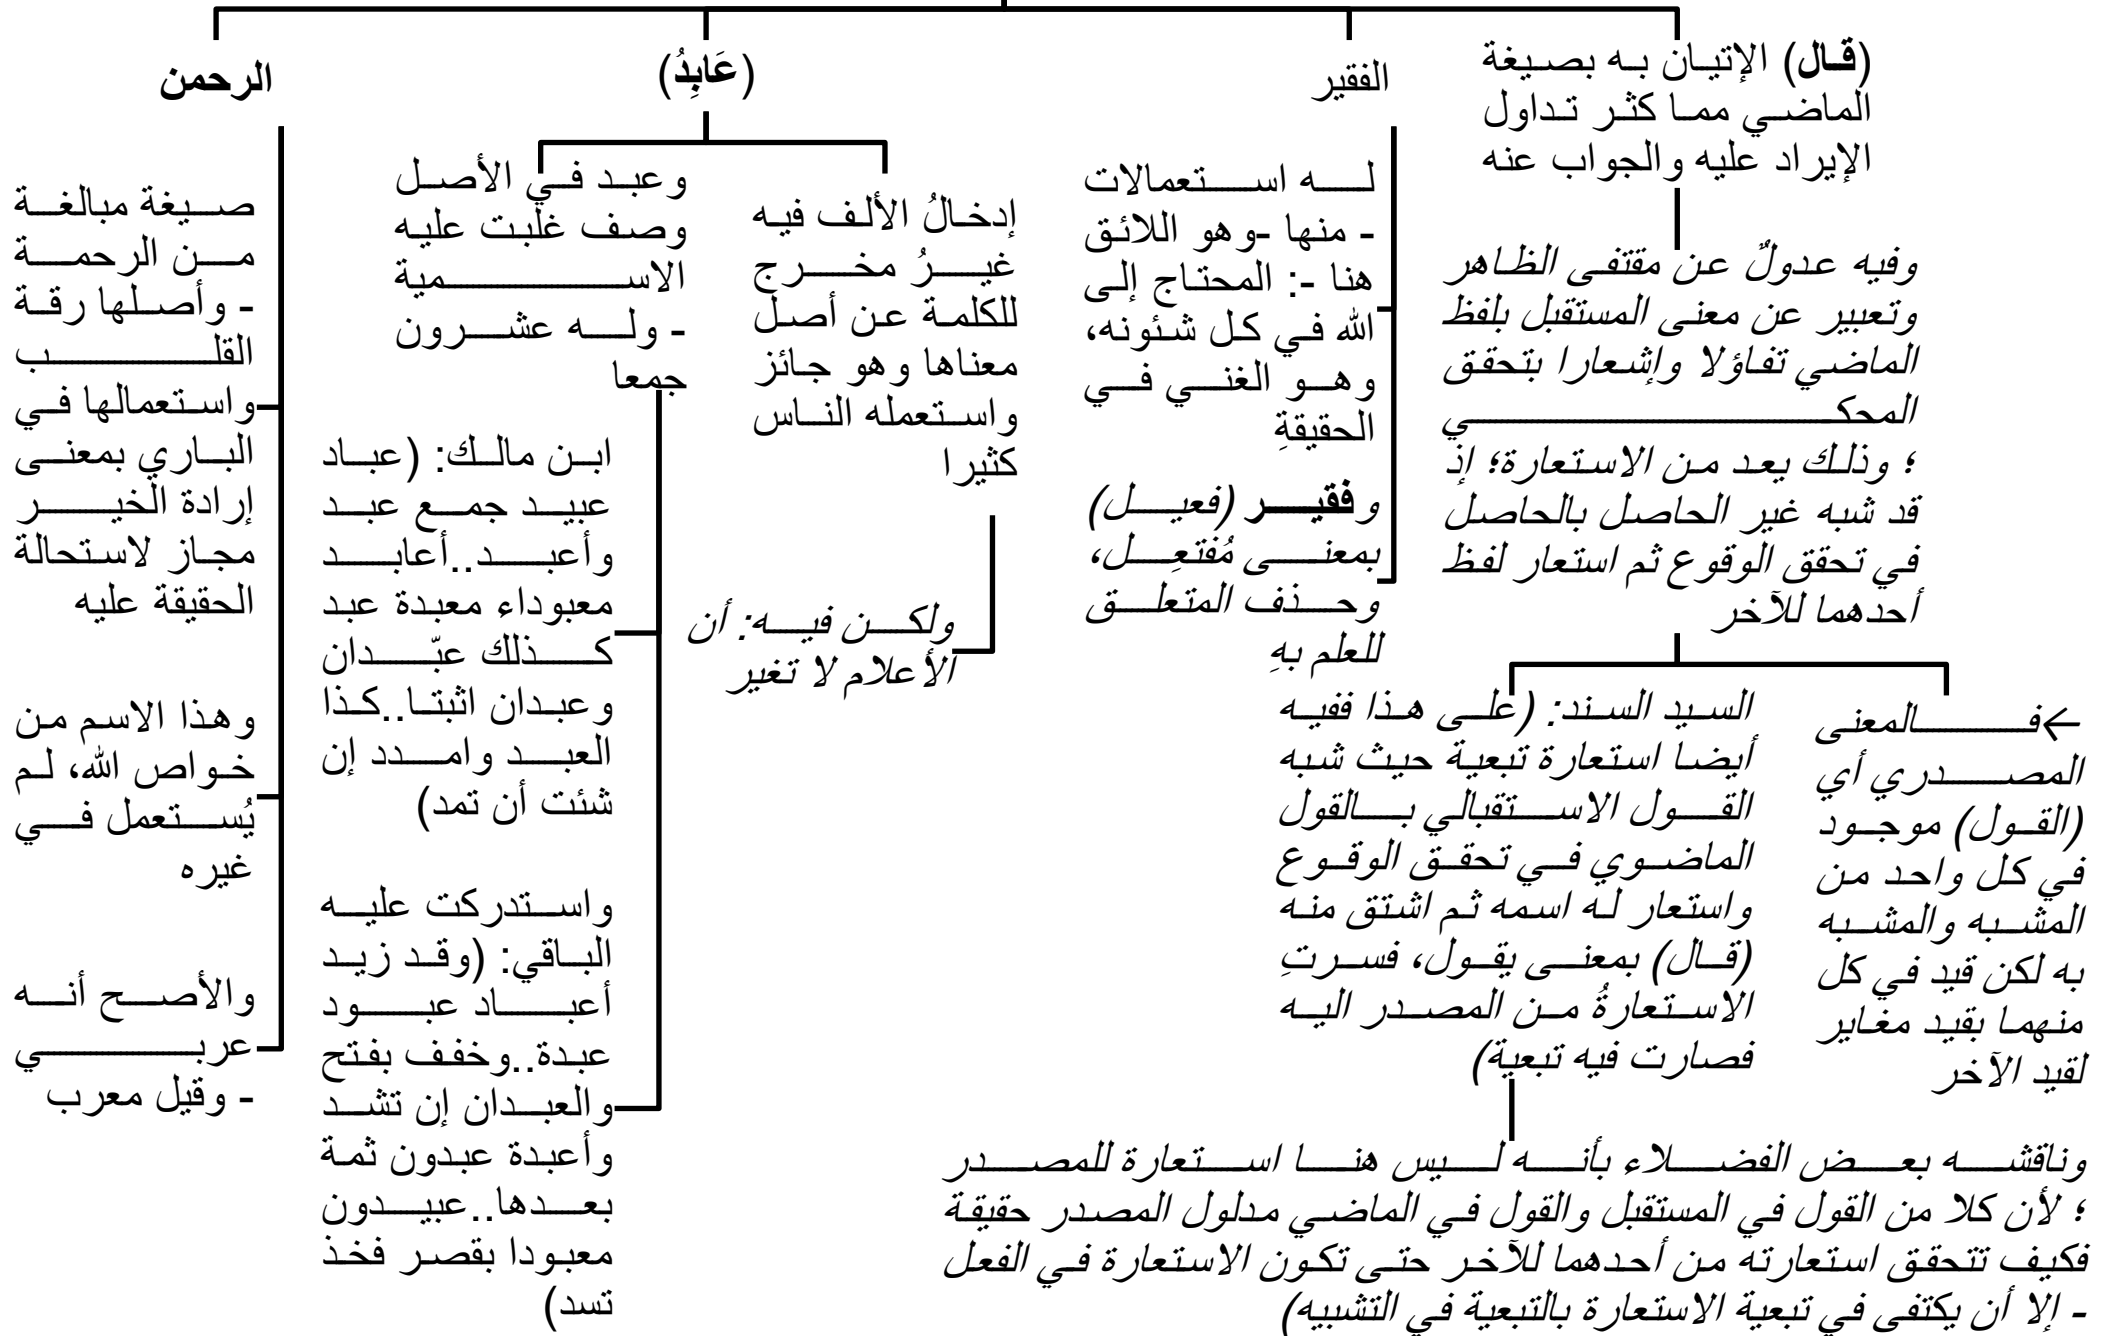 (قال) الإتيان به بصيغة
الماضي مما كثر تداول
الإيراد عليه والجواب عنه
وفيه عدولٌ عن مقتفى الظاهر
وتعبير عن معنى المستقبل بلفظ
الماضي تفاؤلا وإشعارا بتحقق
المحكي
؛ وذلك يعد من الاستعارة؛ إذ
قد شبه غير الحاصل بالحاصل
في تحقق الوقوع ثم استعار لفظ
أحدهما للآخر
←فالمعنى
المصدري أي
(القول) موجود
في كل واحد من
المشبه والمشبه
به لكن قيد في كل
منهما بقيد مغاير
لقيد الآخر
السيد السند: (على هذا ففيه
أيضا استعارة تبعية حيث شبه
القول الاستقبالي بالقول
الماضوي في تحقق الوقوع
واستعار له اسمه ثم اشتق منه
(قال) بمعنى يقول، فسرتِ
الاستعارةُ من المصدر اليه
فصارت فيه تبعية)
وناقشه بعض الفضلاء بأنه ليس هنا استعارة للمصدر
؛ لأن كلا من القول في المستقبل والقول في الماضي مدلول المصدر حقيقة
فكيف تتحقق استعارته من أحدهما للآخر حتى تكون الاستعارة في الفعل
- إلا أن يكتفى في تبعية الاستعارة بالتبعية في التشبيه)
الفقير
له استعمالات
- منها -وهو اللائق
هنا -: المحتاج إلى
الله في كل شئونه،
وهو الغني في
الحقيقةِ
وفقير (فعيل)
بمعنى مُفتعِل،
وحذف المتعلق
للعلم بهِ
(عَابِدُ)
إدخالُ الألف فيه
غيرُ مخرج
للكلمة عن أصل
معناها وهو جائز
واستعمله الناس
كثيرا
ولكن فيه: أن
الأعلام لا تغير
وعبد في الأصل
وصف غلبت عليه
الاسمية
- وله عشرون
جمعا
ابن مالك: (عباد
عبيد جمع عبد
وأعبد..أعابد
معبوداء معبدة عبد
كذلك عبّدان
وعبدان اثبتا..كذا
العبد وامدد إن
شئت أن تمد)
واستدركت عليه
الباقي: (وقد زيد
أعباد عبود
عبدة..وخفف بفتح
والعبدان إن تشد
وأعبدة عبدون ثمة
بعدها..عبيدون
معبودا بقصر فخذ
تسد)
الرحمن
صيغة مبالغة
من الرحمة
- وأصلها رقة
القلب
واستعمالها في
الباري بمعنى
إرادة الخير
مجاز لاستحالة
الحقيقة عليه
وهذا الاسم من
خواص الله، لم
يُستعمل في
غيره
والأصح أنه
عربي
- وقيل معرب